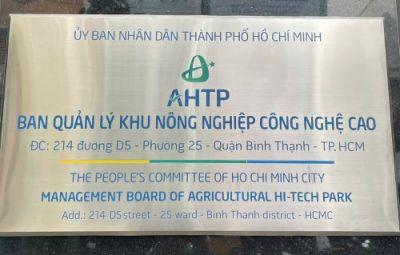 ỦY BAN NHÂN DÂN THÀNH PHỐ HỒ CHÍ MINH
AHTP
BAN QUẢN LÝ KHU NÔNG NGHIỆP CÔNG NGHỆ CAO
ĐC: 214 đường D5 - Phường 25 - Quận Bình Thạnh - TP. HCM
THE PEOPLE'S COMMITTEE OF HO CHI MINH CITY
MANAGEMENT BOARD OF AGRICULTURAL HI-TECH PARK
Add.: 214 D5 street - 25 ward - Binh Thanh district - HCMC